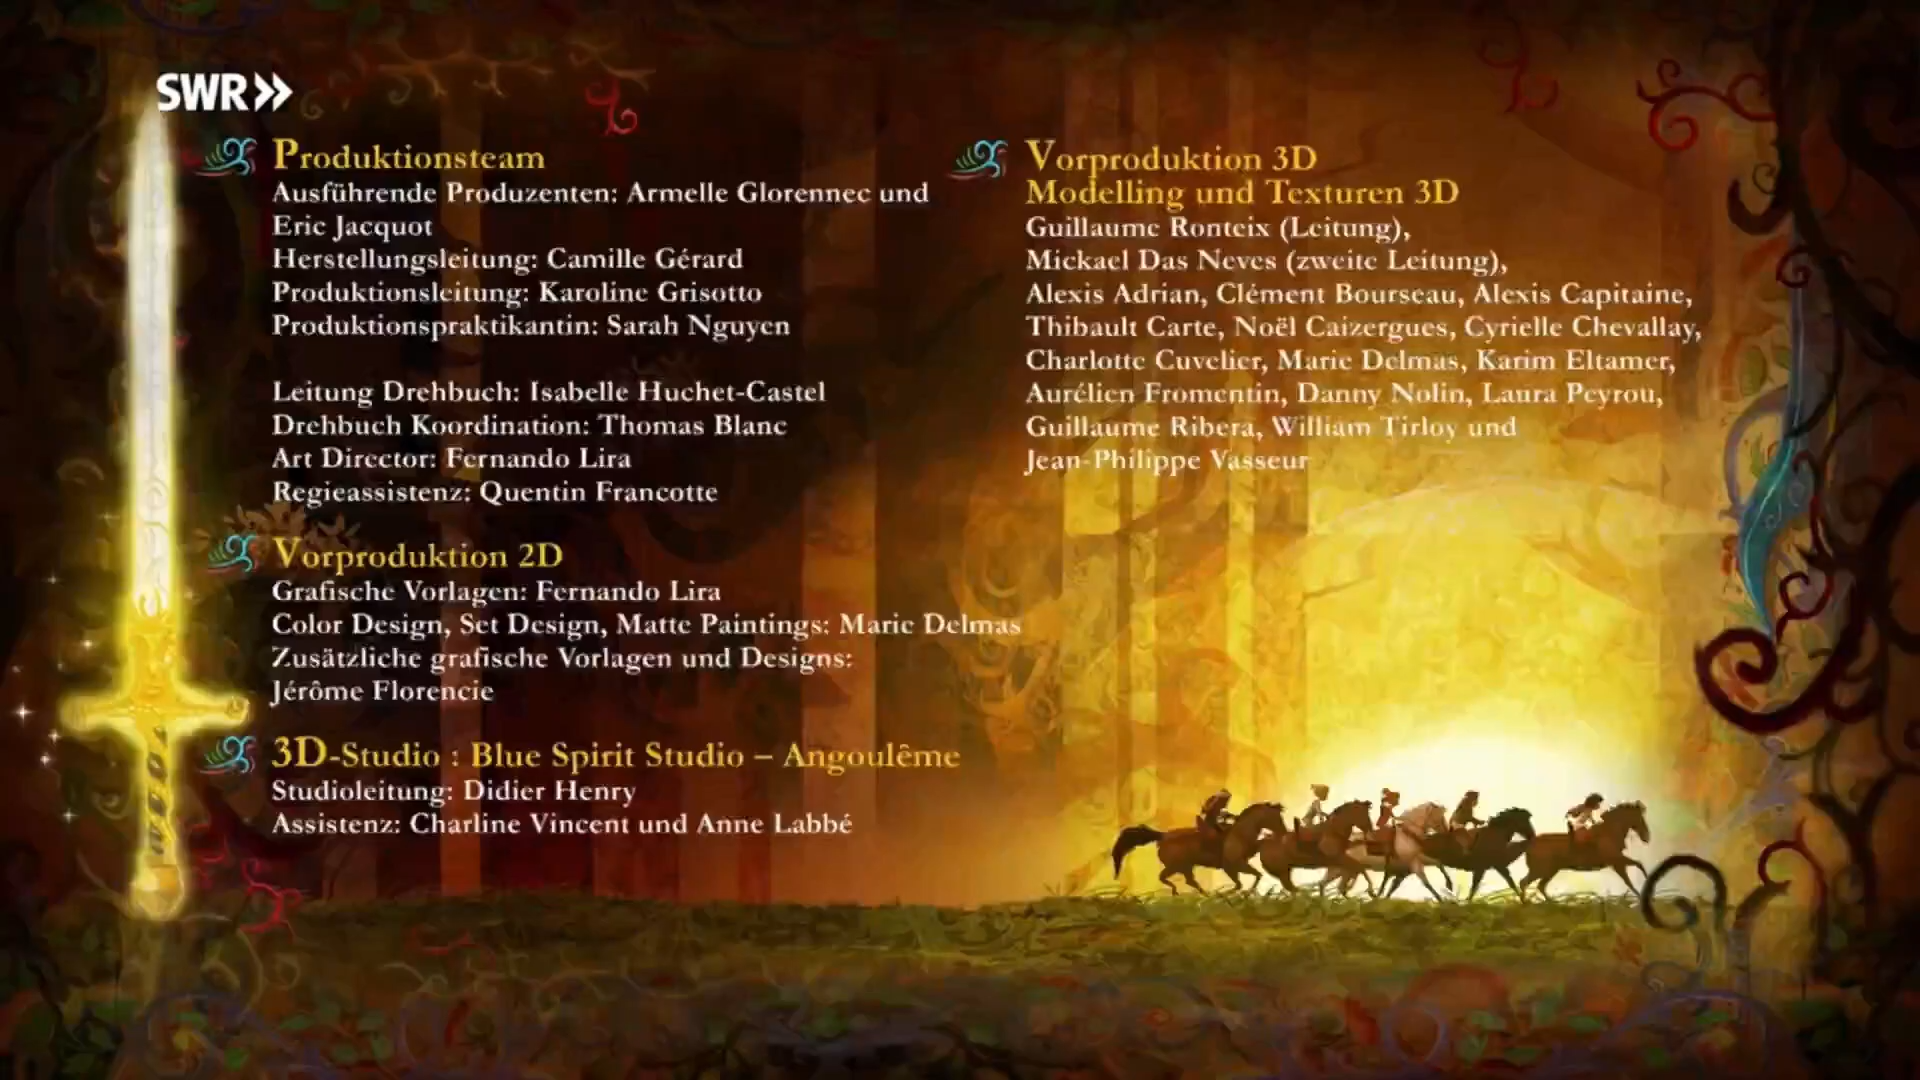 SWR»
Produktionsteam
Ausführende Produzenten: Armelle Glorennec und
Eric Jacquot
Herstellungsleitung: Camille Gérard
Produktionsleitung: Karoline Grisotto
Produktionspraktikantin: Sarah Nguyen
Leitung Drehbuch: Isabelle Huchet-Castel
Drehbuch Koordination: Thomas Blanc
Art Director: Fernando Lira
Regieassistenz: Quentin Francotte
Vorproduktion 2D
Grafische Vorlagen: Fernando Lira
Color Design, Set Design, Matte Paintings: Marie Delmas
Zusätzliche grafische Vorlagen und Designs:
Jérôme Florencie
3D-Studio : Blue Spirit Studio – Angoulême
Studioleitung: Didier Henry
Assistenz: Charline Vincent und Anne Labbé
Vorproduktion 3D
Modelling und Texturen 3D
Guillaume Ronteix (Leitung),
Mickael Das Neves (zweite Leitung),
Alexis Adrian, Clément Bourseau, Alexis Capitaine,
Thibault Carte, Noël Caizergues, Cyrielle Chevallay,
Charlotte Cuvelier, Marie Delmas, Karim Eltamer,
Aurélien Fromentin, Danny Nolin, Laura Peyrou,
Guillaume Ribera, William Tirloy und
Jean-Philippe Vasseur